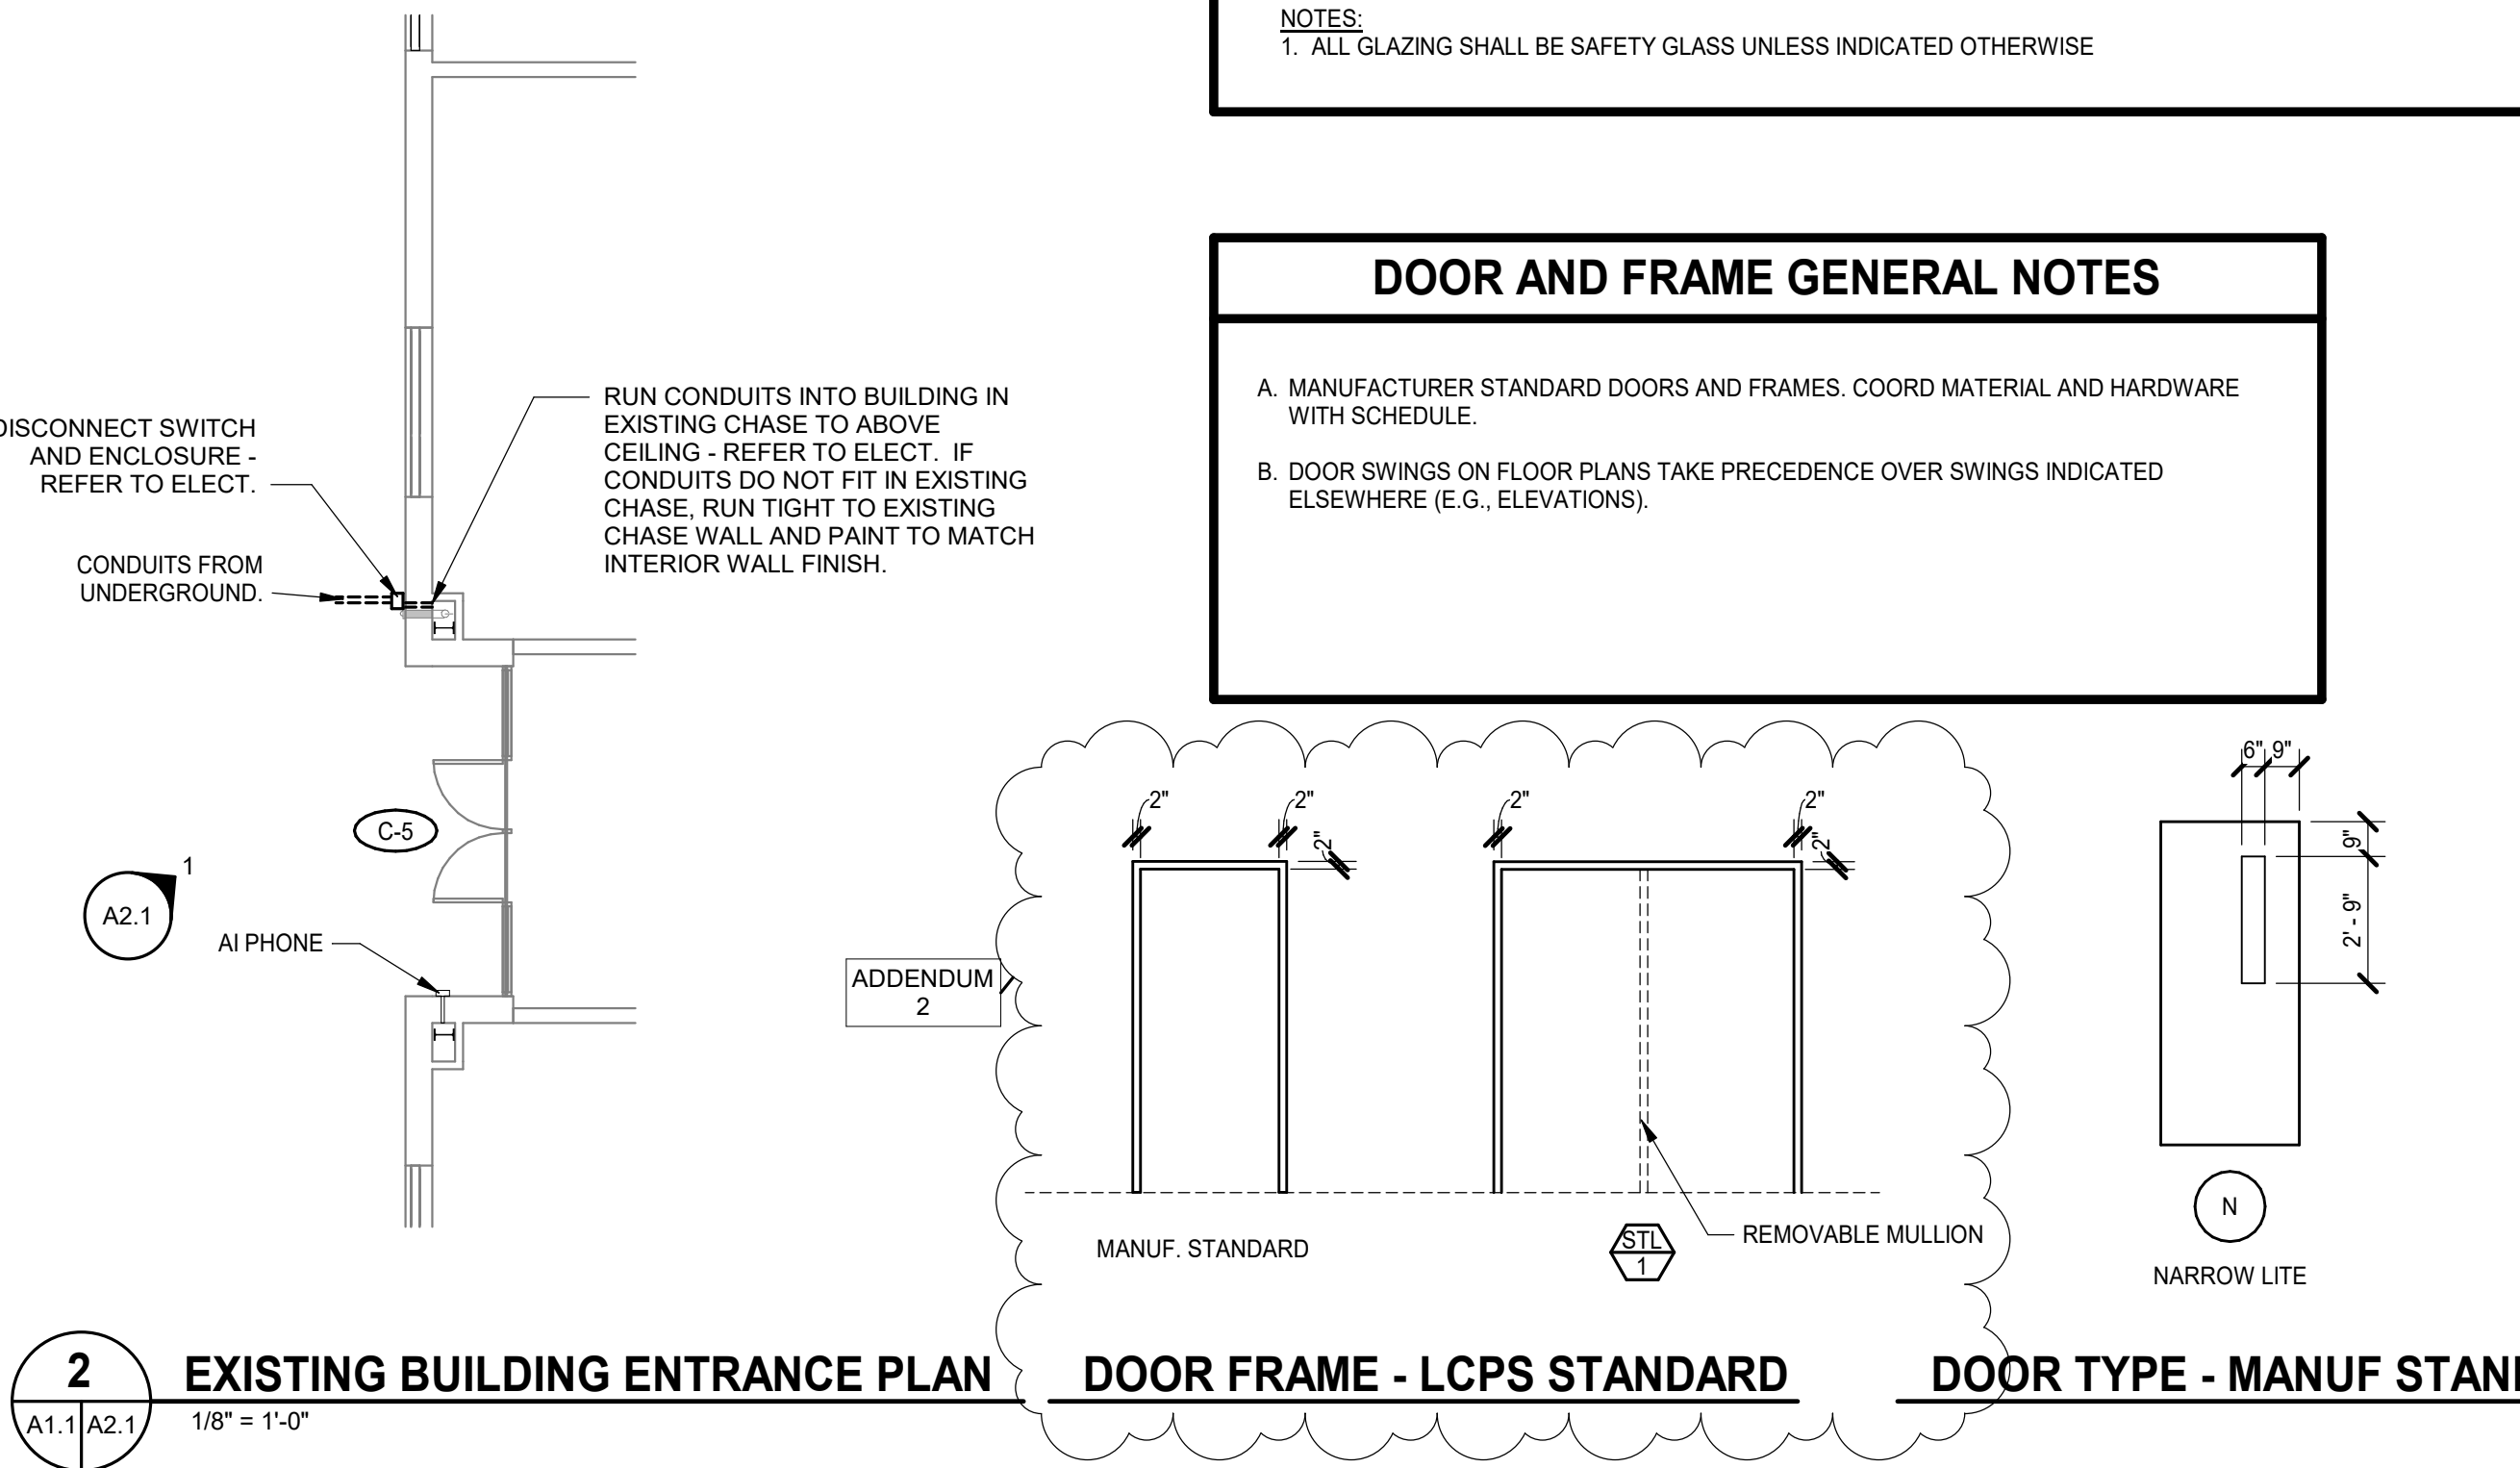 NOTES:
1. ALL GLAZING SHALL BE SAFETY GLASS UNLESS INDICATED OTHERWISE
DOOR AND FRAME GENERAL NOTES
A. MANUFACTURER STANDARD DOORS AND FRAMES. COORD MATERIAL AND HARDWARE
WITH SCHEDULE.
B. DOOR SWINGS ON FLOOR PLANS TAKE PRECEDENCE OVER SWINGS INDICATED
ELSEWHERE (E.G., ELEVATIONS).
DISCONNECT SWITCH
AND ENCLOSURE -
REFER TO ELECT.
CONDUITS FROM
UNDERGROUND.
RUN CONDUITS INTO BUILDING IN
EXISTING CHASE TO ABOVE
CEILING - REFER TO ELECT. IF
CONDUITS DO NOT FIT IN EXISTING
CHASE, RUN TIGHT TO EXISTING
CHASE WALL AND PAINT TO MATCH
INTERIOR WALL FINISH.
C-5
1
A2.1
AI PHONE
2
A1.1 A2.1
EXISTING BUILDING ENTRANCE PLAN
1/8" = 1'-0"
ADDENDUM
2
2"
2"
2"
2"
2"
2"
MANUF. STANDARD
STL
1
REMOVABLE MULLION
DOOR FRAME - LCPS STANDARD
6"
9"
9"
2' - 9"
N
NARROW LITE
DOOR TYPE - MANUF